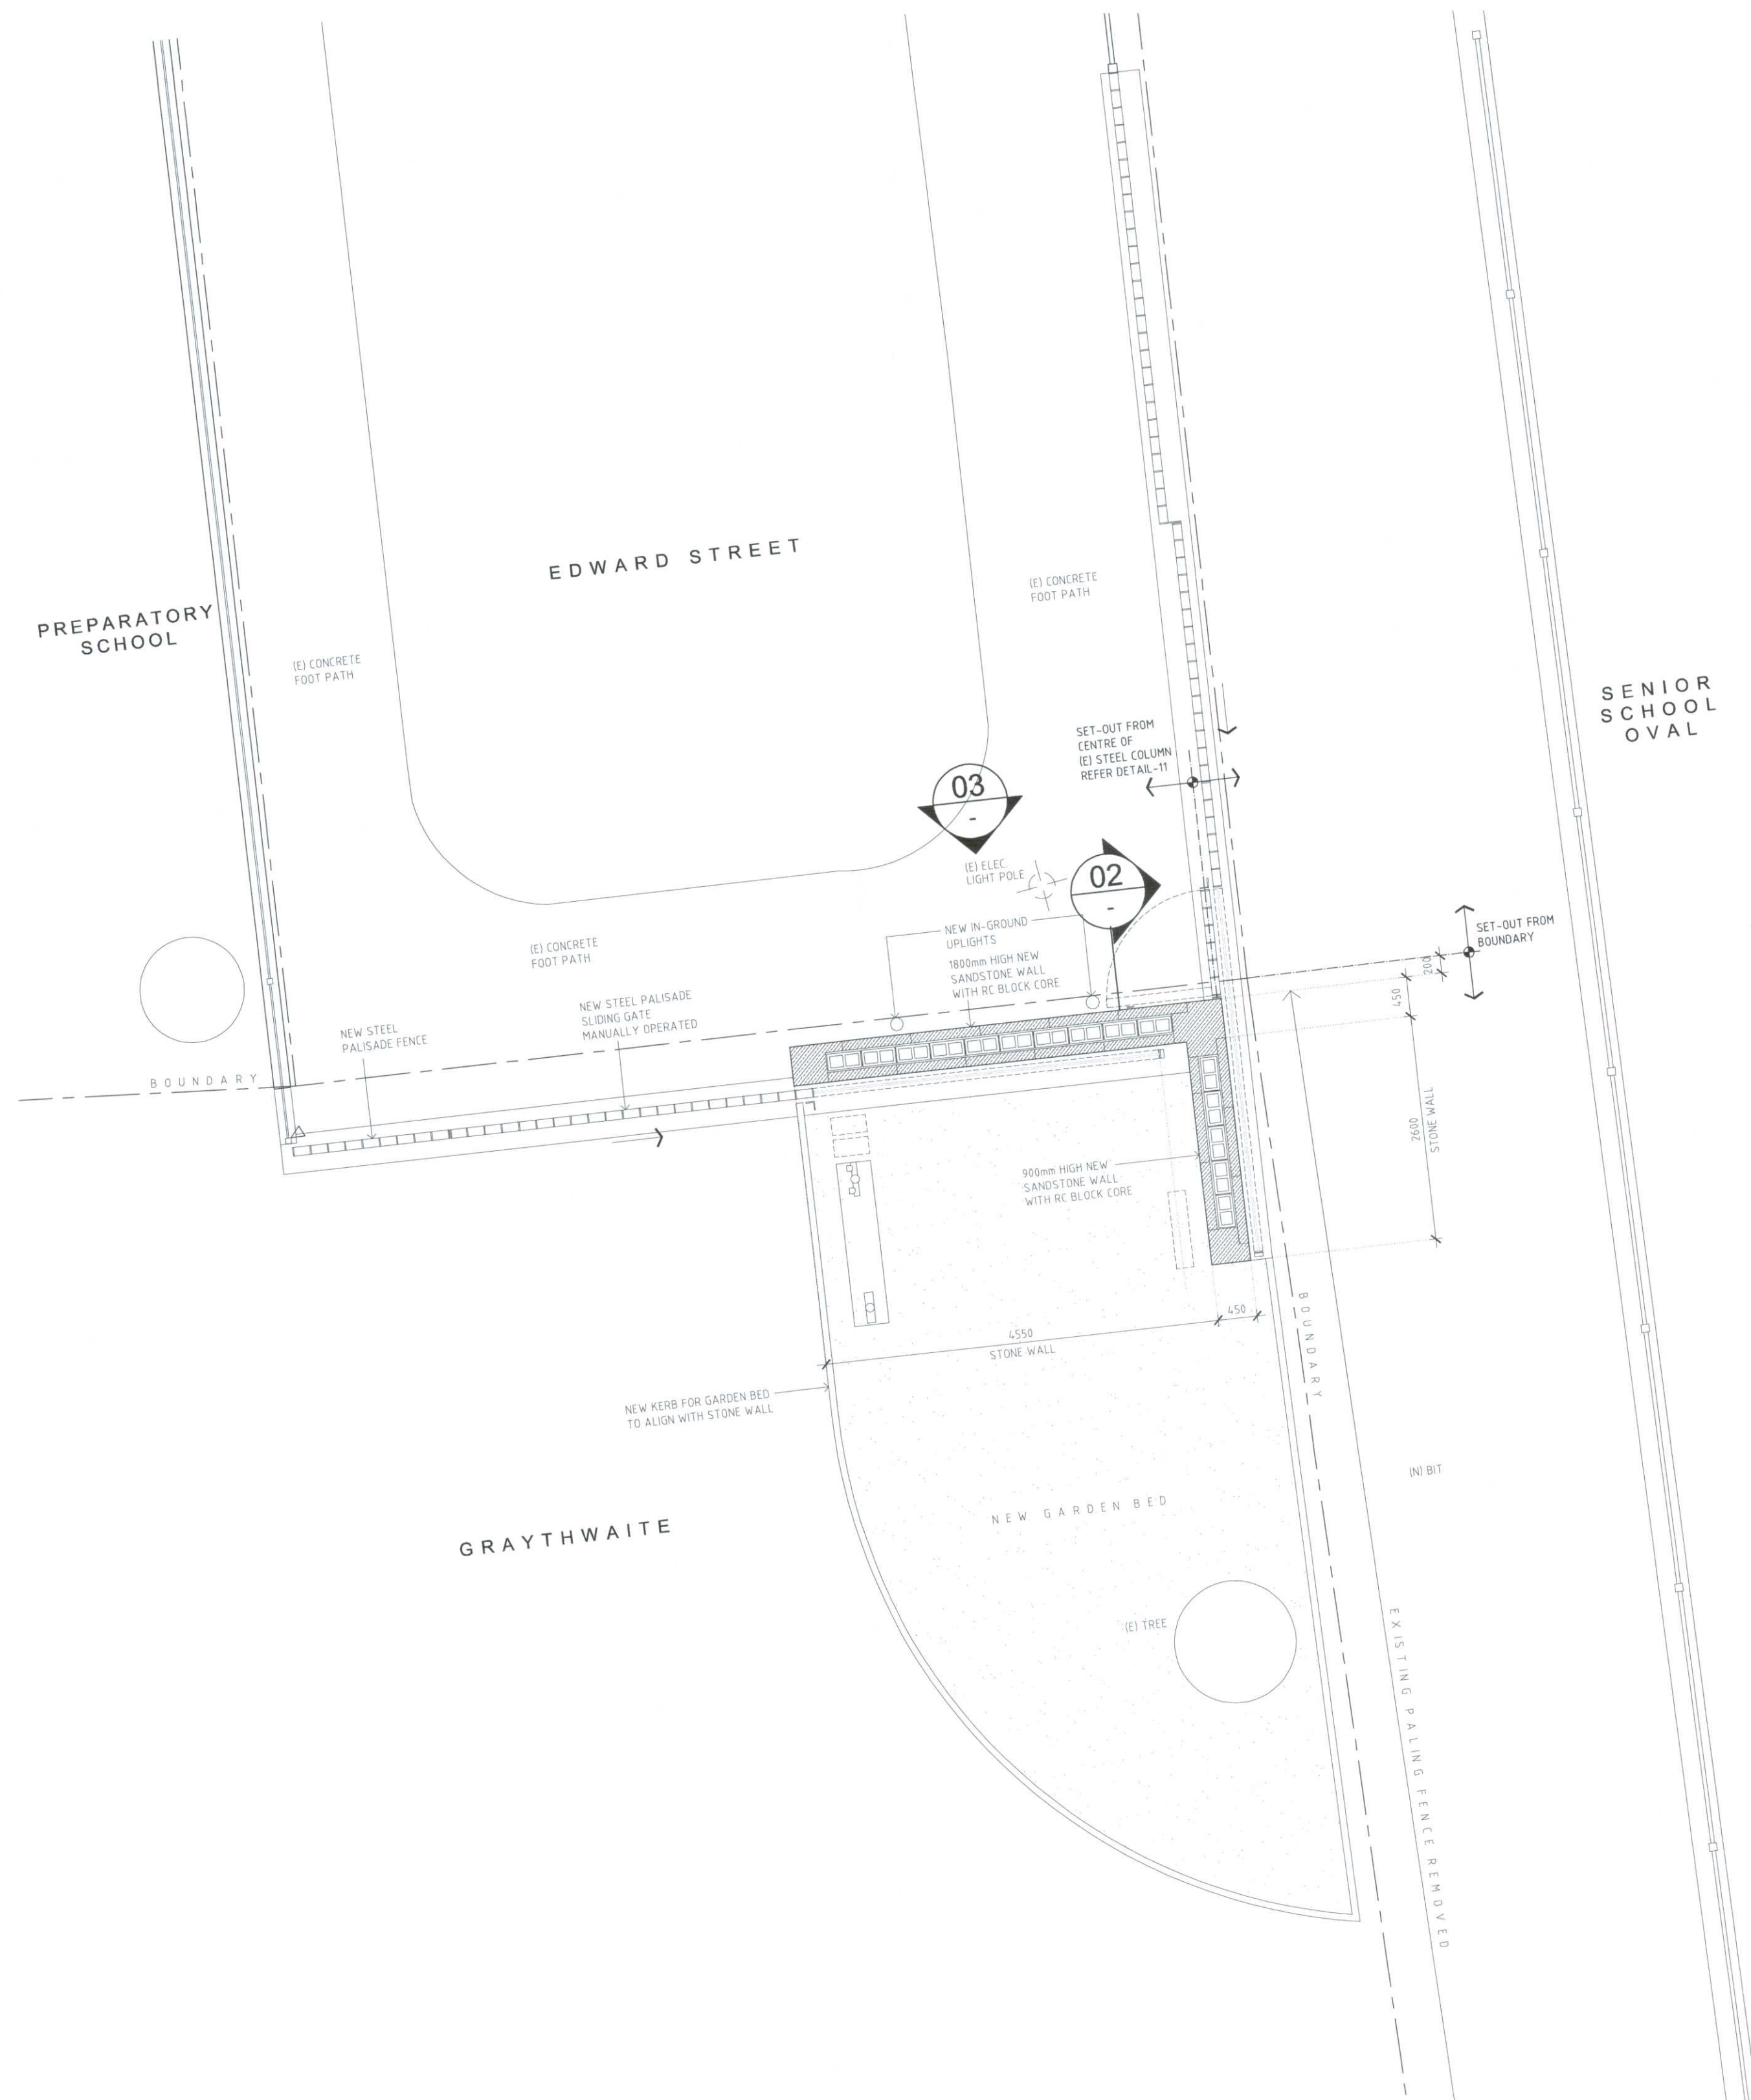 EDWARD STREET
PREPARATORY
SCHOOL
(E) CONCRETE
FOOT PATH
(E) CONCRETE
FOOT PATH
SENIOR
SCHOOL
OVAL
SET-OUT FROM
CENTRE OF
(E) STEEL COLUMN
REFER DETAIL-11
03
-
(E) ELEC.
LIGHT POLE
02
-
NEW IN-GROUND
UPLIGHTS
1800mm HIGH NEW
SANDSTONE WALL
WITH RC BLOCK CORE
SET-OUT FROM
BOUNDARY
200
450
(E) CONCRETE
FOOT PATH
NEW STEEL PALISADE
SLIDING GATE
MANUALLY OPERATED
NEW STEEL
PALISADE FENCE
BOUNDARY
2600
STONE WALL
900mm HIGH NEW
SANDSTONE WALL
WITH RC BLOCK CORE
450
4550
STONE WALL
BOUNDARY
NEW KERB FOR GARDEN BED
TO ALIGN WITH STONE WALL
(N) BIT
NEW GARDEN BED
GRAYTHWAITE
(E) TREE
EXISTING PALING FENCE REMOVED